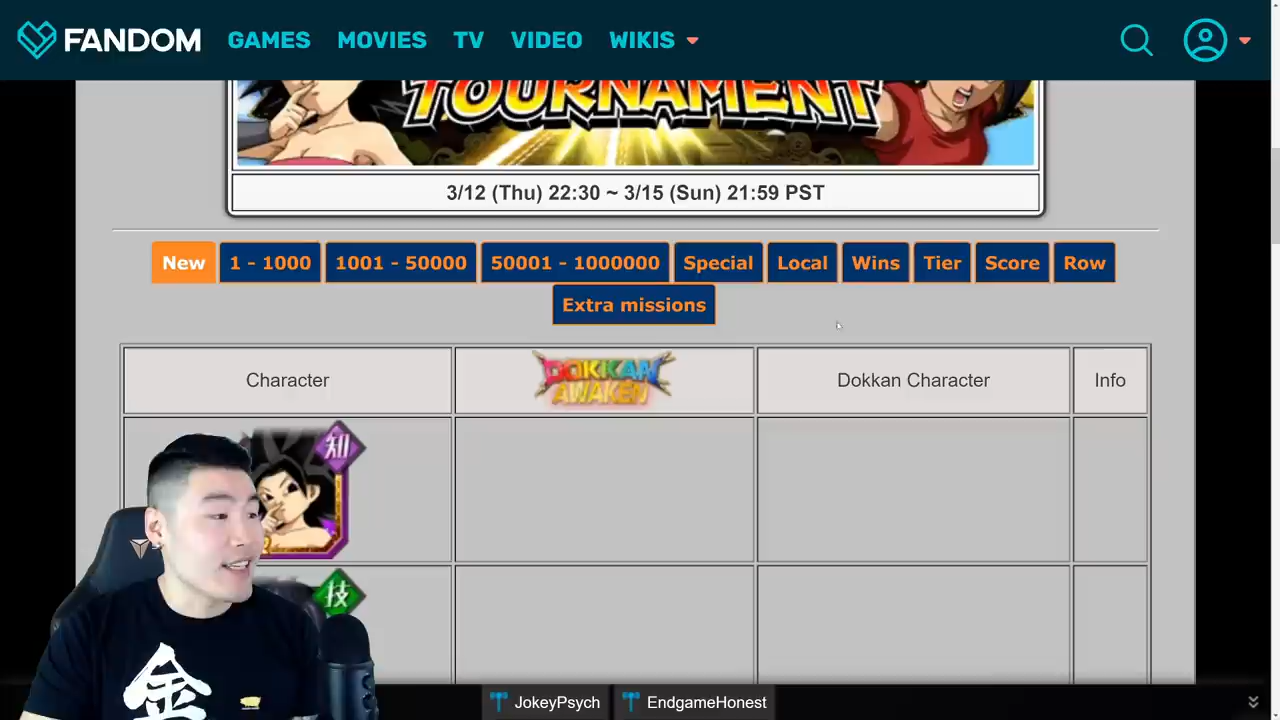 FANDOM GAMES MOVIES TV VIDEO WIKIS
TOURNAMENT
3/12 (Thu) 22:30 ~ 3/15 (Sun) 21:59 PST
New 1 - 1000 1001 - 50000 50001 - 1000000 Special Local Wins Tier Score Row
Extra missions
Character DOKKAN AWAKEN Dokkan Character Info
知
技
金
JokeyPsych EndgameHonest